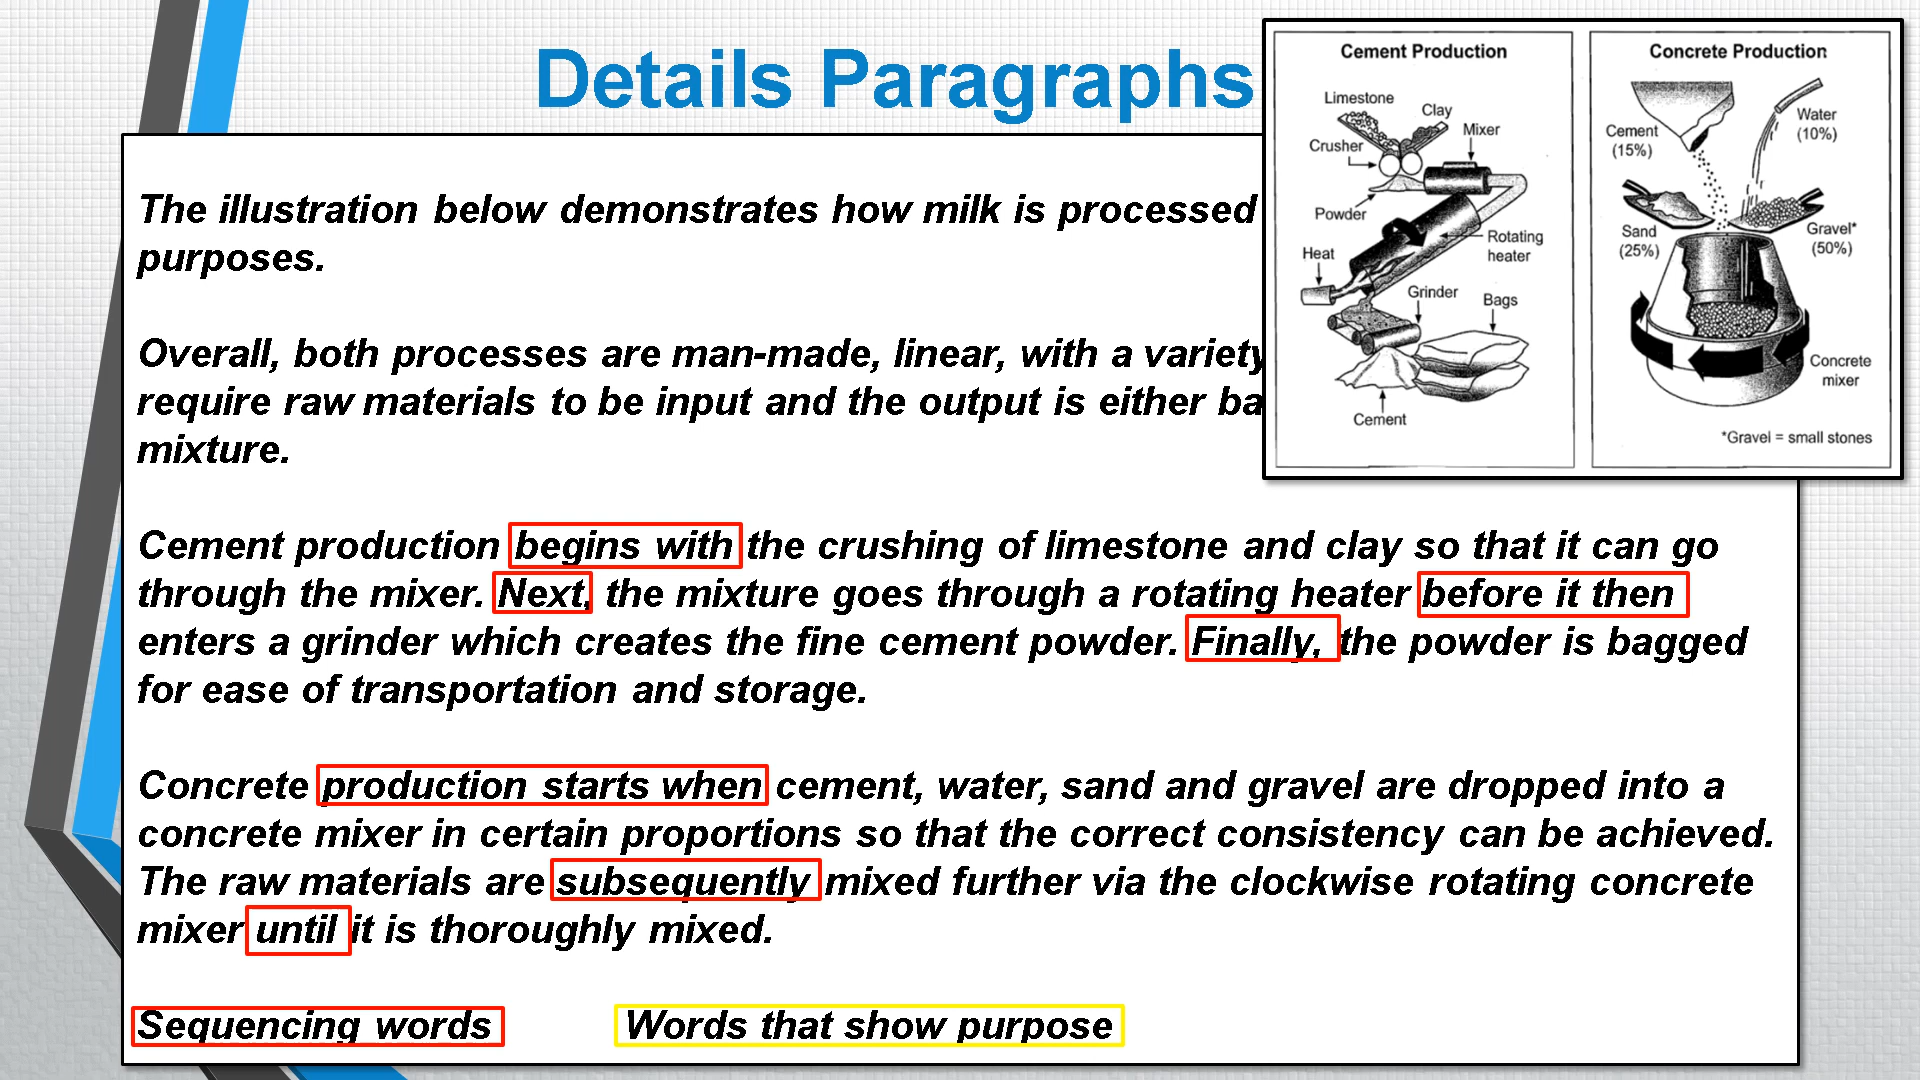 Details Paragraphs
The illustration below demonstrates how milk is processed
purposes.
Overall, both processes are man-made, linear, with a variety
require raw materials to be input and the output is either ba
mixture.
Cement production begins with the crushing of limestone and clay so that it can go
through the mixer. Next, the mixture goes through a rotating heater before it then
enters a grinder which creates the fine cement powder. Finally, the powder is bagged
for ease of transportation and storage.
Concrete production starts when cement, water, sand and gravel are dropped into a
concrete mixer in certain proportions so that the correct consistency can be achieved.
The raw materials are subsequently mixed further via the clockwise rotating concrete
mixer until it is thoroughly mixed.
Sequencing words
Words that show purpose
Cement Production
Limestone
Clay
Mixer
Crusher
Powder
Rotating
heater
Heat
Grinder
Bags
Cement
Concrete Production
Water
(10%)
Cement
(15%)
Sand
(25%)
Gravel*
(50%)
Concrete
mixer
*Gravel = small stones